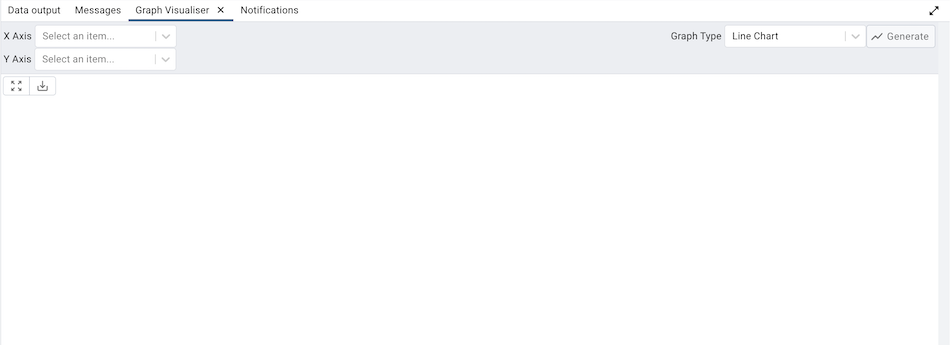 Data output Messages Graph Visualiser Notifications
X Axis Select an item... Graph Type Line Chart Generate
Y Axis Select an item...